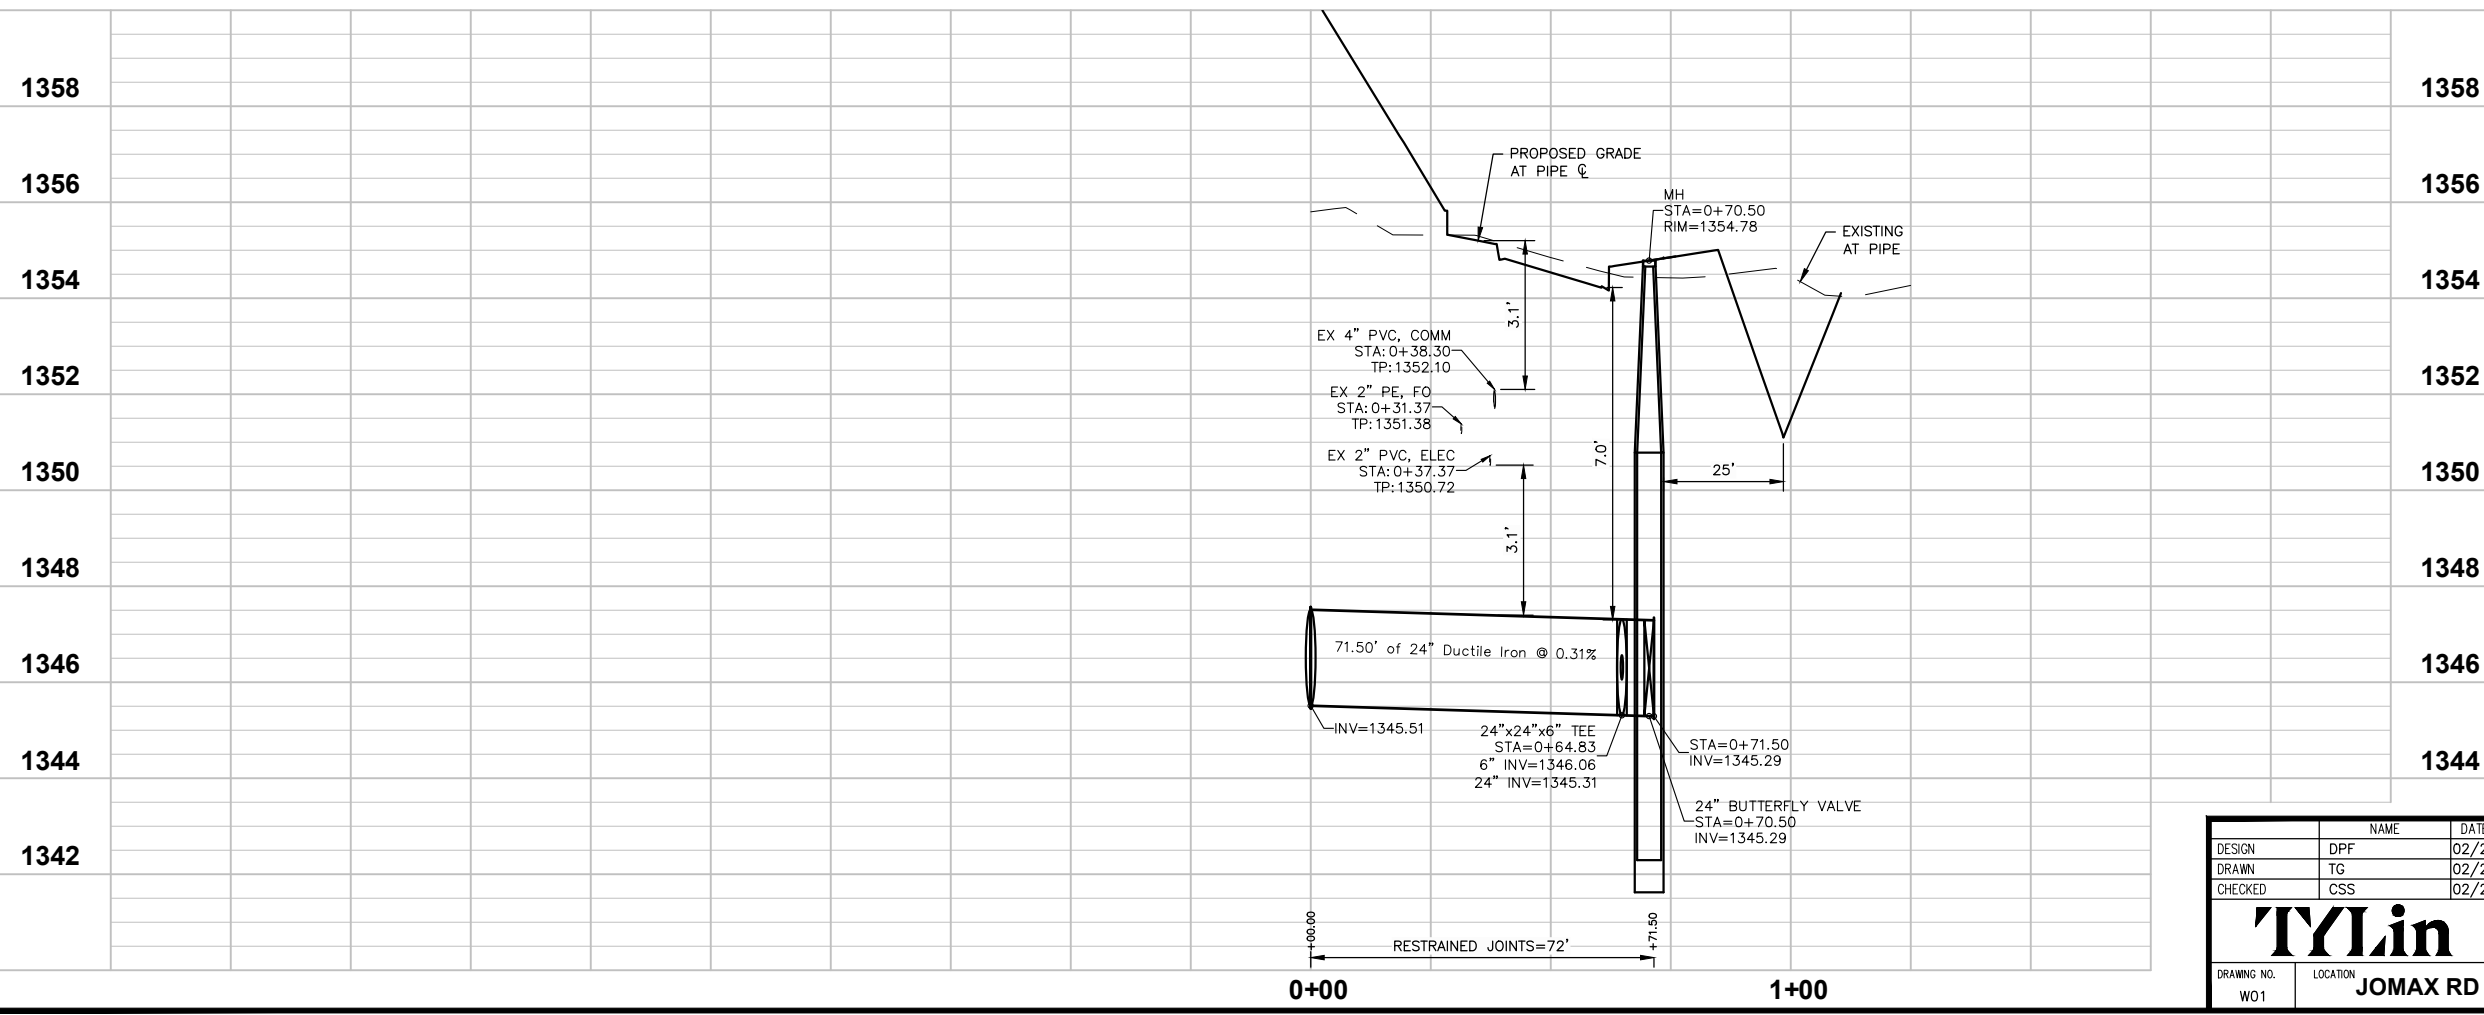 1358
1358
1356
1356
1354
1354
1352
1352
1350
1350
1348
1348
1346
1346
1344
1344
1342
PROPOSED GRADE
AT PIPE ℄
MH
STA=0+70.50
RIM=1354.78
EXISTING
AT PIPE
EX 4" PVC, COMM
STA:0+38.30
TP:1352.10
EX 2" PE, FO
STA:0+31.37
TP:1351.38
EX 2" PVC, ELEC
STA:0+37.37
TP:1350.72
3.1'
7.0'
25'
3.1'
71.50' of 24" Ductile Iron @ 0.31%
INV=1345.51
24"x24"x6" TEE
STA=0+64.83
6" INV=1346.06
24" INV=1345.31
STA=0+71.50
INV=1345.29
24" BUTTERFLY VALVE
STA=0+70.50
INV=1345.29
+00.00
+71.50
RESTRAINED JOINTS=72'
0+00
1+00
NAME
DESIGN DPF
DRAWN TG
CHECKED CSS
TYLin
DRAWING NO.
W01
LOCATION
JOMAX RD